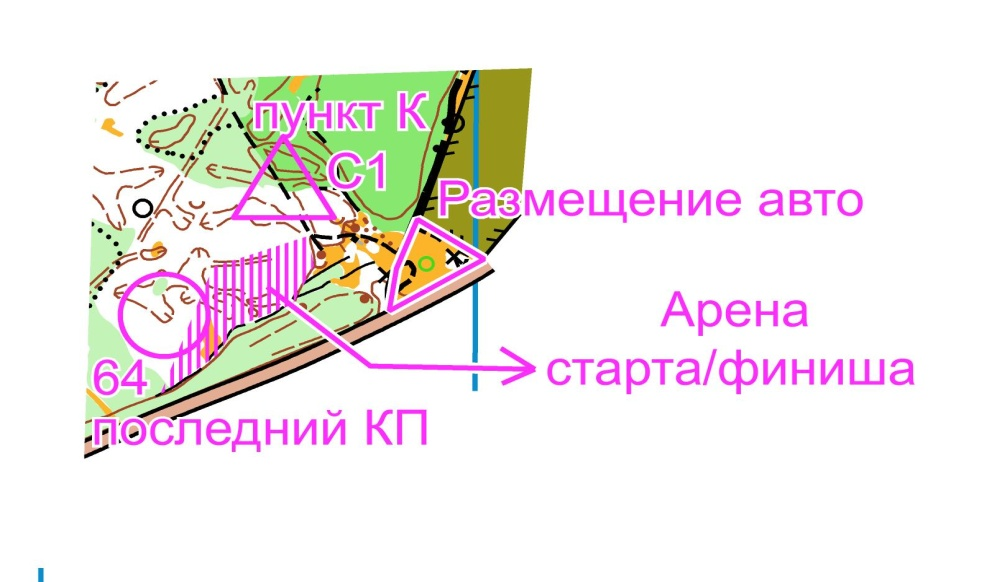 пункт К
С1
Размещение авто
Арена
старта/финиша
64
последний КП